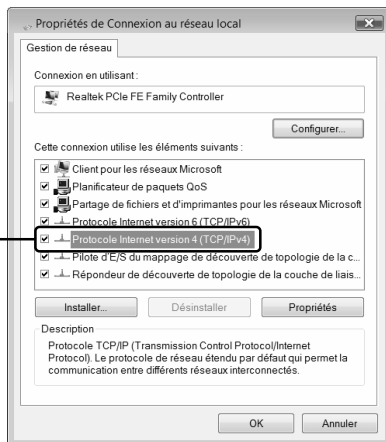 Propriétés de Connexion au réseau local
Gestion de réseau
Connexion en utilisant :
Realtek PCIe FE Family Controller
Configurer...
Cette connexion utilise les éléments suivants :
Client pour les réseaux Microsoft
Planificateur de paquets QoS
Partage de fichiers et d'imprimantes pour les réseaux Microsoft
Protocole Internet version 6 (TCP/IPv6)
Protocole Internet version 4 (TCP/IPv4)
Pilote d'E/S du mappage de découverte de topologie de la c...
Répondeur de découverte de topologie de la couche de liais...
Installer... Désinstaller Propriétés
Description
Protocole TCP/IP (Transmission Control Protocol/Internet
Protocol). Le protocole de réseau étendu par défaut qui permet la
communication entre différents réseaux interconnectés.
OK Annuler